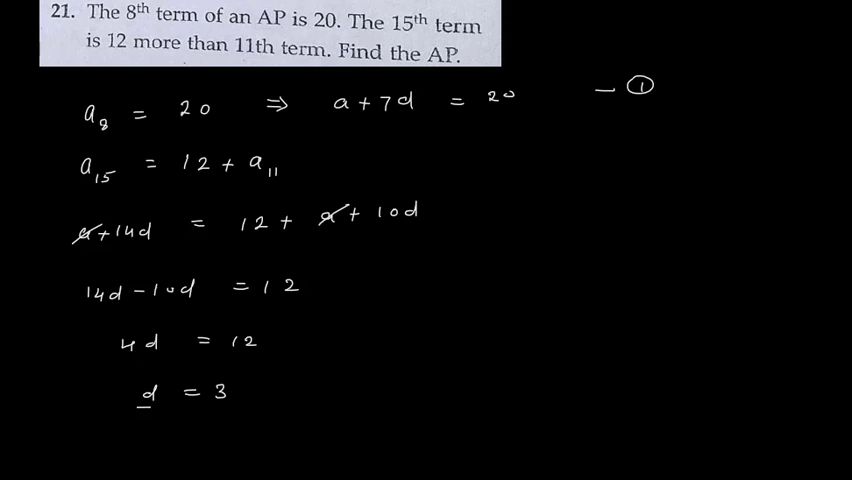 21. The 8th term of an AP is 20. The 15th term
is 12 more than 11th term. Find the AP.
a₈ = 20 ⇒ a + 7d = 20 — ①
a₁₅ = 12 + a₁₁
a + 14d = 12 + a + 10d
14d - 10d = 12
4d = 12
d = 3